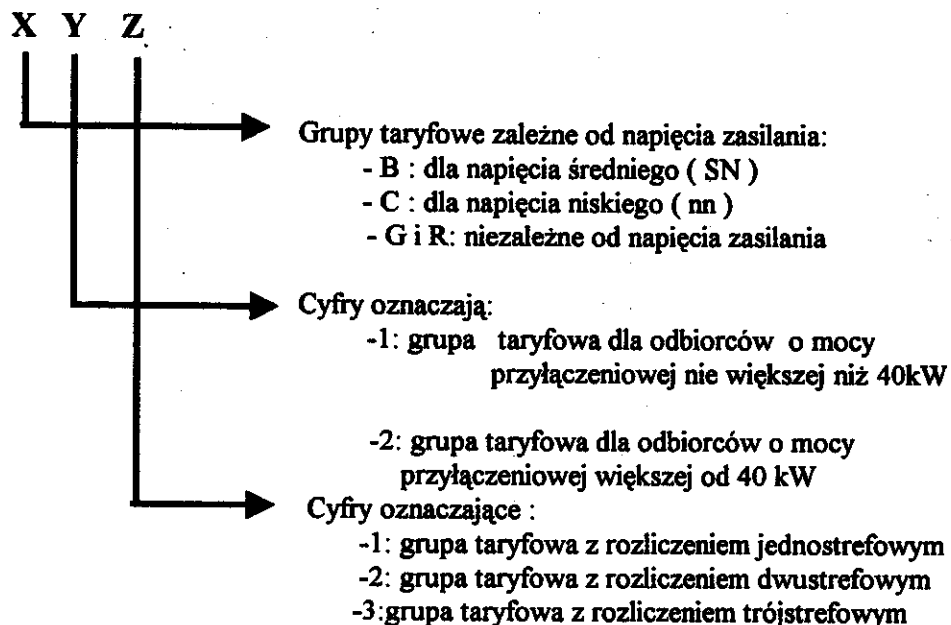 X Y Z
Grupy taryfowe zależne od napięcia zasilania:
- B : dla napięcia średniego ( SN )
- C : dla napięcia niskiego ( nn )
- G i R: niezależne od napięcia zasilania
Cyfry oznaczają:
-1: grupa taryfowa dla odbiorców o mocy
przyłączeniowej nie większej niż 40kW
-2: grupa taryfowa dla odbiorców o mocy
przyłączeniowej większej od 40 kW
Cyfry oznaczające :
-1: grupa taryfowa z rozliczeniem jednostrefowym
-2: grupa taryfowa z rozliczeniem dwustrefowym
-3:grupa taryfowa z rozliczeniem trójstrefowym